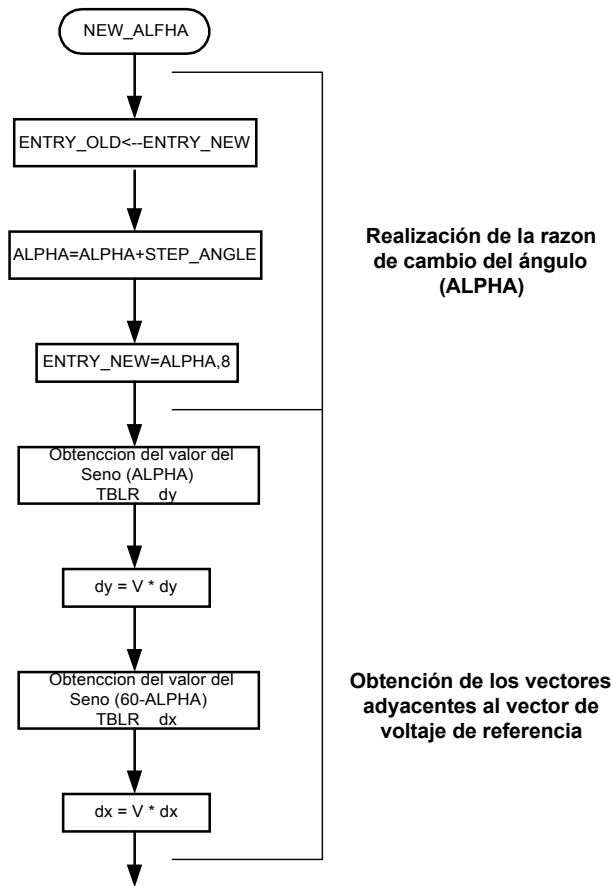 NEW_ALFHA
ENTRY_OLD<--ENTRY_NEW
ALPHA=ALPHA+STEP_ANGLE
ENTRY_NEW=ALPHA,8
Realización de la razon
de cambio del ángulo
(ALPHA)
Obtenccion del valor del
Seno (ALPHA)
TBLR dy
dy = V * dy
Obtenccion del valor del
Seno (60-ALPHA)
TBLR dx
dx = V * dx
Obtención de los vectores
adyacentes al vector de
voltaje de referencia